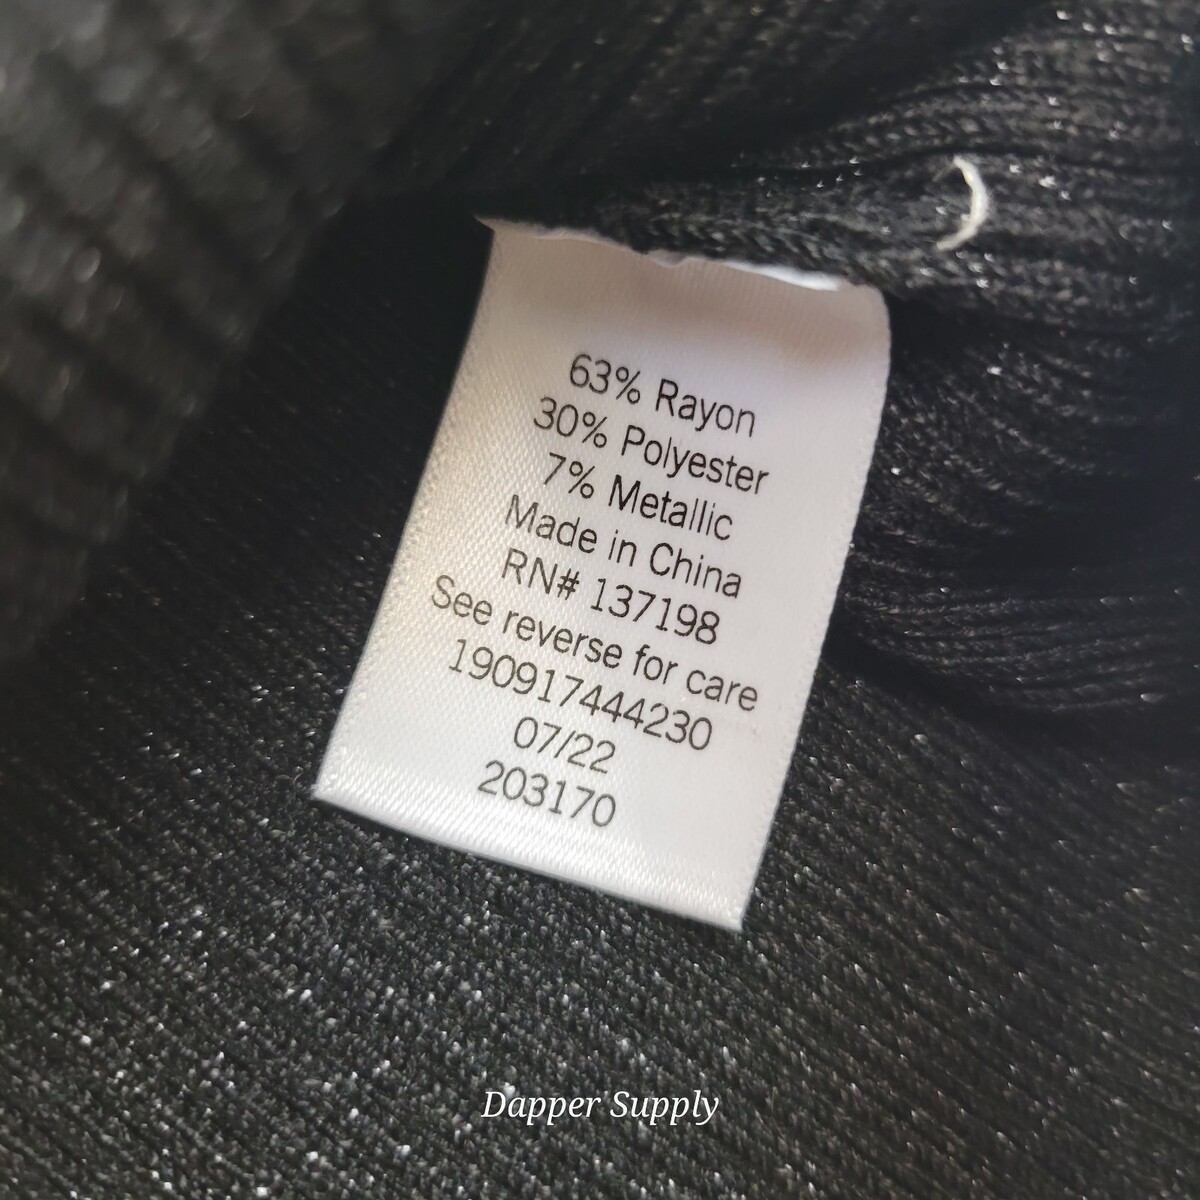 63% Rayon
30% Polyester
7% Metallic
Made in China
RN# 137198
See reverse for care
190917444230
07/22
203170
Dapper Supply